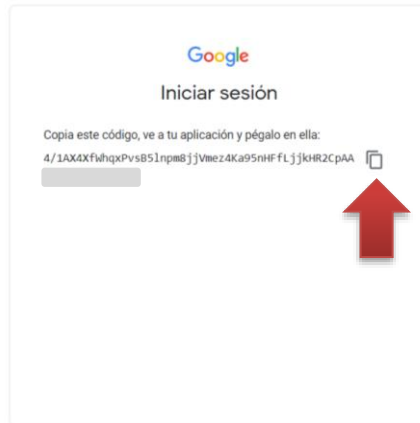 Google
Iniciar sesión
Copia este código, ve a tu aplicación y pégalo en ella:
4/1AX4XfWhqxPvsB5lnpm8jjVmez4Ka95nHFfLjjkHR2CpAA